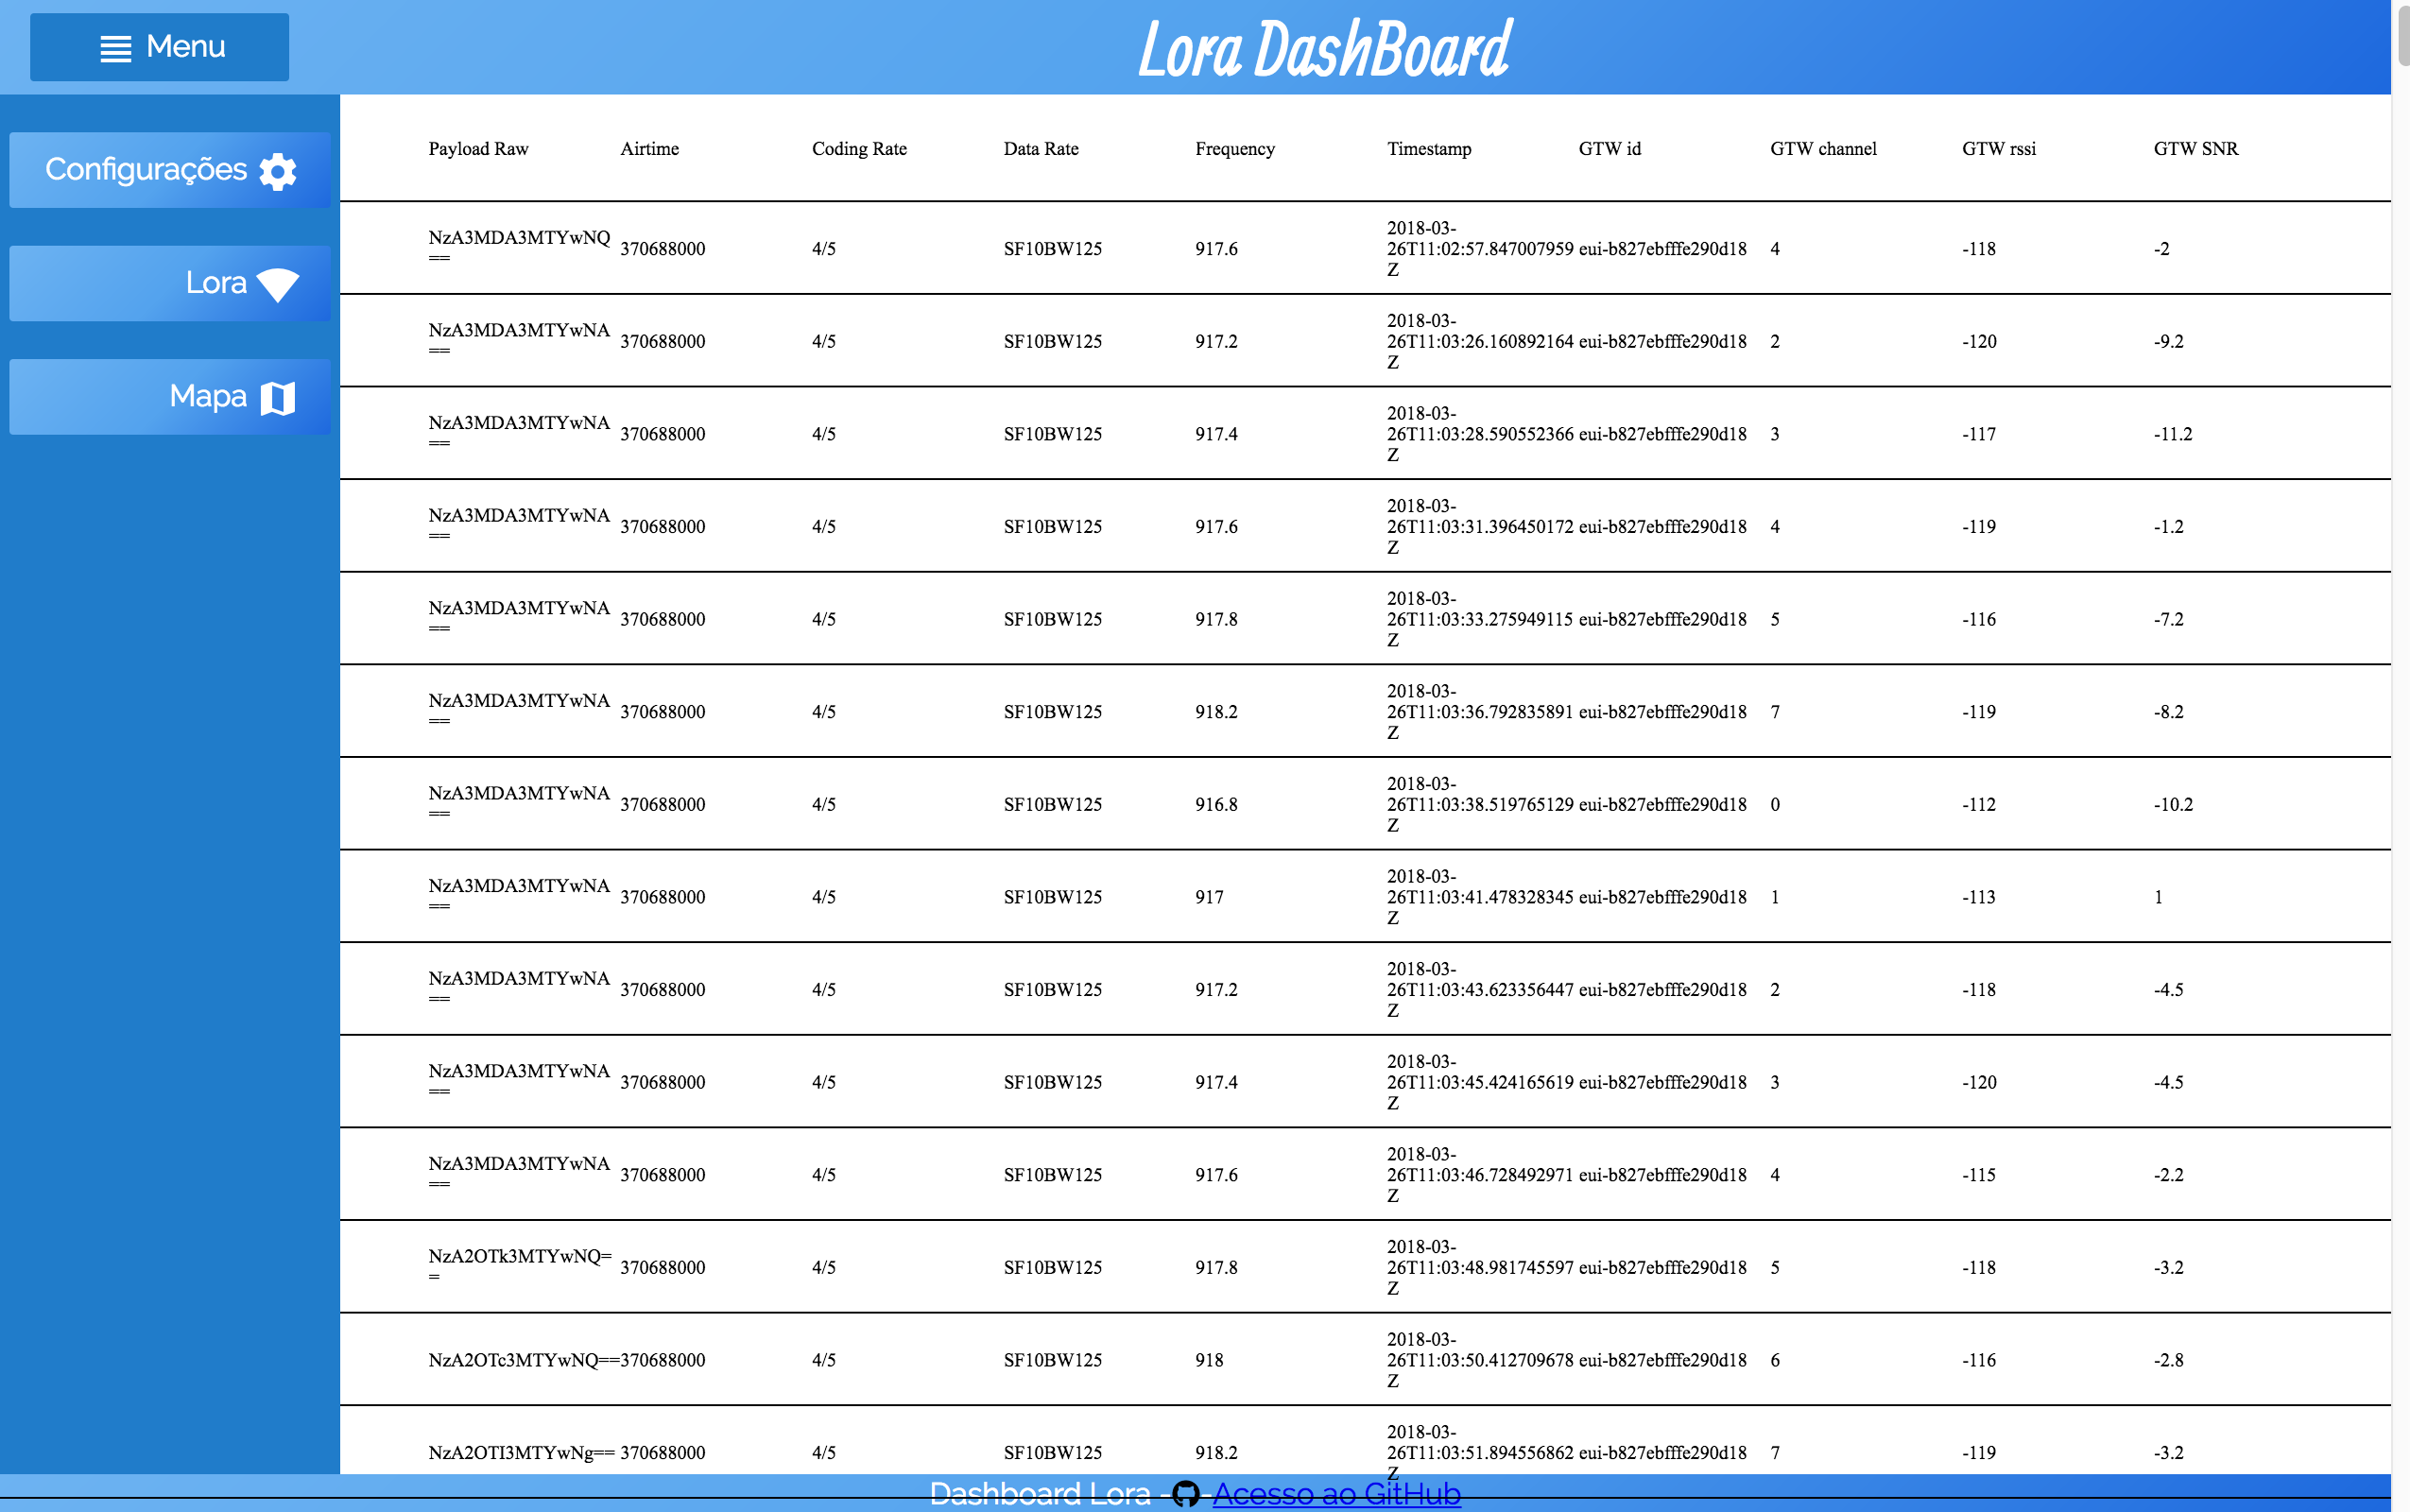 Menu
Lora DashBoard
Configurações
Lora
Mapa
Payload Raw Airtime Coding Rate Data Rate Frequency Timestamp GTW id GTW channel GTW rssi GTW SNR
NzA3MDA3MTYwNQ== 370688000 4/5 SF10BW125 917.6 2018-03-26T11:02:57.847007959Z eui-b827ebfffe290d18 4 -118 -2
NzA3MDA3MTYwNA== 370688000 4/5 SF10BW125 917.2 2018-03-26T11:03:26.160892164Z eui-b827ebfffe290d18 2 -120 -9.2
NzA3MDA3MTYwNA== 370688000 4/5 SF10BW125 917.4 2018-03-26T11:03:28.590552366Z eui-b827ebfffe290d18 3 -117 -11.2
NzA3MDA3MTYwNA== 370688000 4/5 SF10BW125 917.6 2018-03-26T11:03:31.396450172Z eui-b827ebfffe290d18 4 -119 -1.2
NzA3MDA3MTYwNA== 370688000 4/5 SF10BW125 917.8 2018-03-26T11:03:33.275949115Z eui-b827ebfffe290d18 5 -116 -7.2
NzA3MDA3MTYwNA== 370688000 4/5 SF10BW125 918.2 2018-03-26T11:03:36.792835891Z eui-b827ebfffe290d18 7 -119 -8.2
NzA3MDA3MTYwNA== 370688000 4/5 SF10BW125 916.8 2018-03-26T11:03:38.519765129Z eui-b827ebfffe290d18 0 -112 -10.2
NzA3MDA3MTYwNA== 370688000 4/5 SF10BW125 917 2018-03-26T11:03:41.478328345Z eui-b827ebfffe290d18 1 -113 1
NzA3MDA3MTYwNA== 370688000 4/5 SF10BW125 917.2 2018-03-26T11:03:43.623356447Z eui-b827ebfffe290d18 2 -118 -4.5
NzA3MDA3MTYwNA== 370688000 4/5 SF10BW125 917.4 2018-03-26T11:03:45.424165619Z eui-b827ebfffe290d18 3 -120 -4.5
NzA3MDA3MTYwNA== 370688000 4/5 SF10BW125 917.6 2018-03-26T11:03:46.728492971Z eui-b827ebfffe290d18 4 -115 -2.2
NzA2OTk3MTYwNQ== 370688000 4/5 SF10BW125 917.8 2018-03-26T11:03:48.981745597Z eui-b827ebfffe290d18 5 -118 -3.2
NzA2OTc3MTYwNQ== 370688000 4/5 SF10BW125 918 2018-03-26T11:03:50.412709678Z eui-b827ebfffe290d18 6 -116 -2.8
NzA2OTI3MTYwNg== 370688000 4/5 SF10BW125 918.2 2018-03-26T11:03:51.894556862Z eui-b827ebfffe290d18 7 -119 -3.2
Dashboard Lora - - Acesso ao GitHub